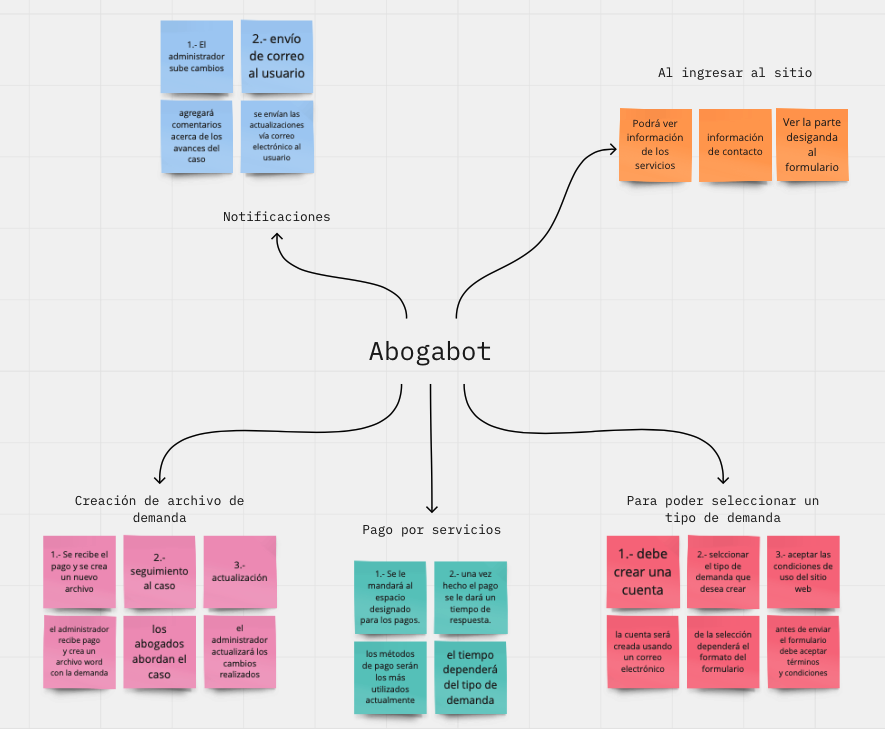 1.- El
administrador
sube cambios
2.- envío
de correo
al usuario
agregará
comentarios
acerca de los
avances del
caso
se envían las
actualizaciones
vía correo
electrónico al
usuario
Notificaciones
Al ingresar al sitio
Podrá ver
información
de los
servicios
información
de contacto
Ver la parte
desiganda
al
formulario
Abogabot
Creación de archivo de
demanda
1.- Se recibe el
pago y se crea
un nuevo
archivo
2.-
seguimiento
al caso
3.-
actualización
el administrador
recibe pago
y crea un
archivo word
con la demanda
los
abogados
abordan el
caso
el
administrador
actualizará los
cambios
realizados
Pago por servicios
1.- Se le
mandará al
espacio
designado
para los pagos.
2.- una vez
hecho el pago
se le dará un
tiempo de
respuesta.
los métodos
de pago serán
los más
utilizados
actualmente
el tiempo
dependerá
del tipo de
demanda
Para poder seleccionar un
tipo de demanda
1.- debe
crear una
cuenta
2.- selccionar
el tipo de
demanda que
desea crear
3.- aceptar las
condiciones de
uso del sitio
web
la cuenta será
creada usando
un correo
electrónico
de la selección
dependerá el
formato del
formulario
antes de enviar
el formulario
debe aceptar
términos
y condiciones